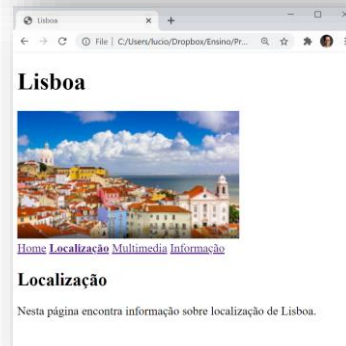 Lisboa
File | C:/Users/lucio/Dropbox/Ensino/Pr...
Lisboa
Home Localização Multimedia Informação
Localização
Nesta página encontra informação sobre localização de Lisboa.